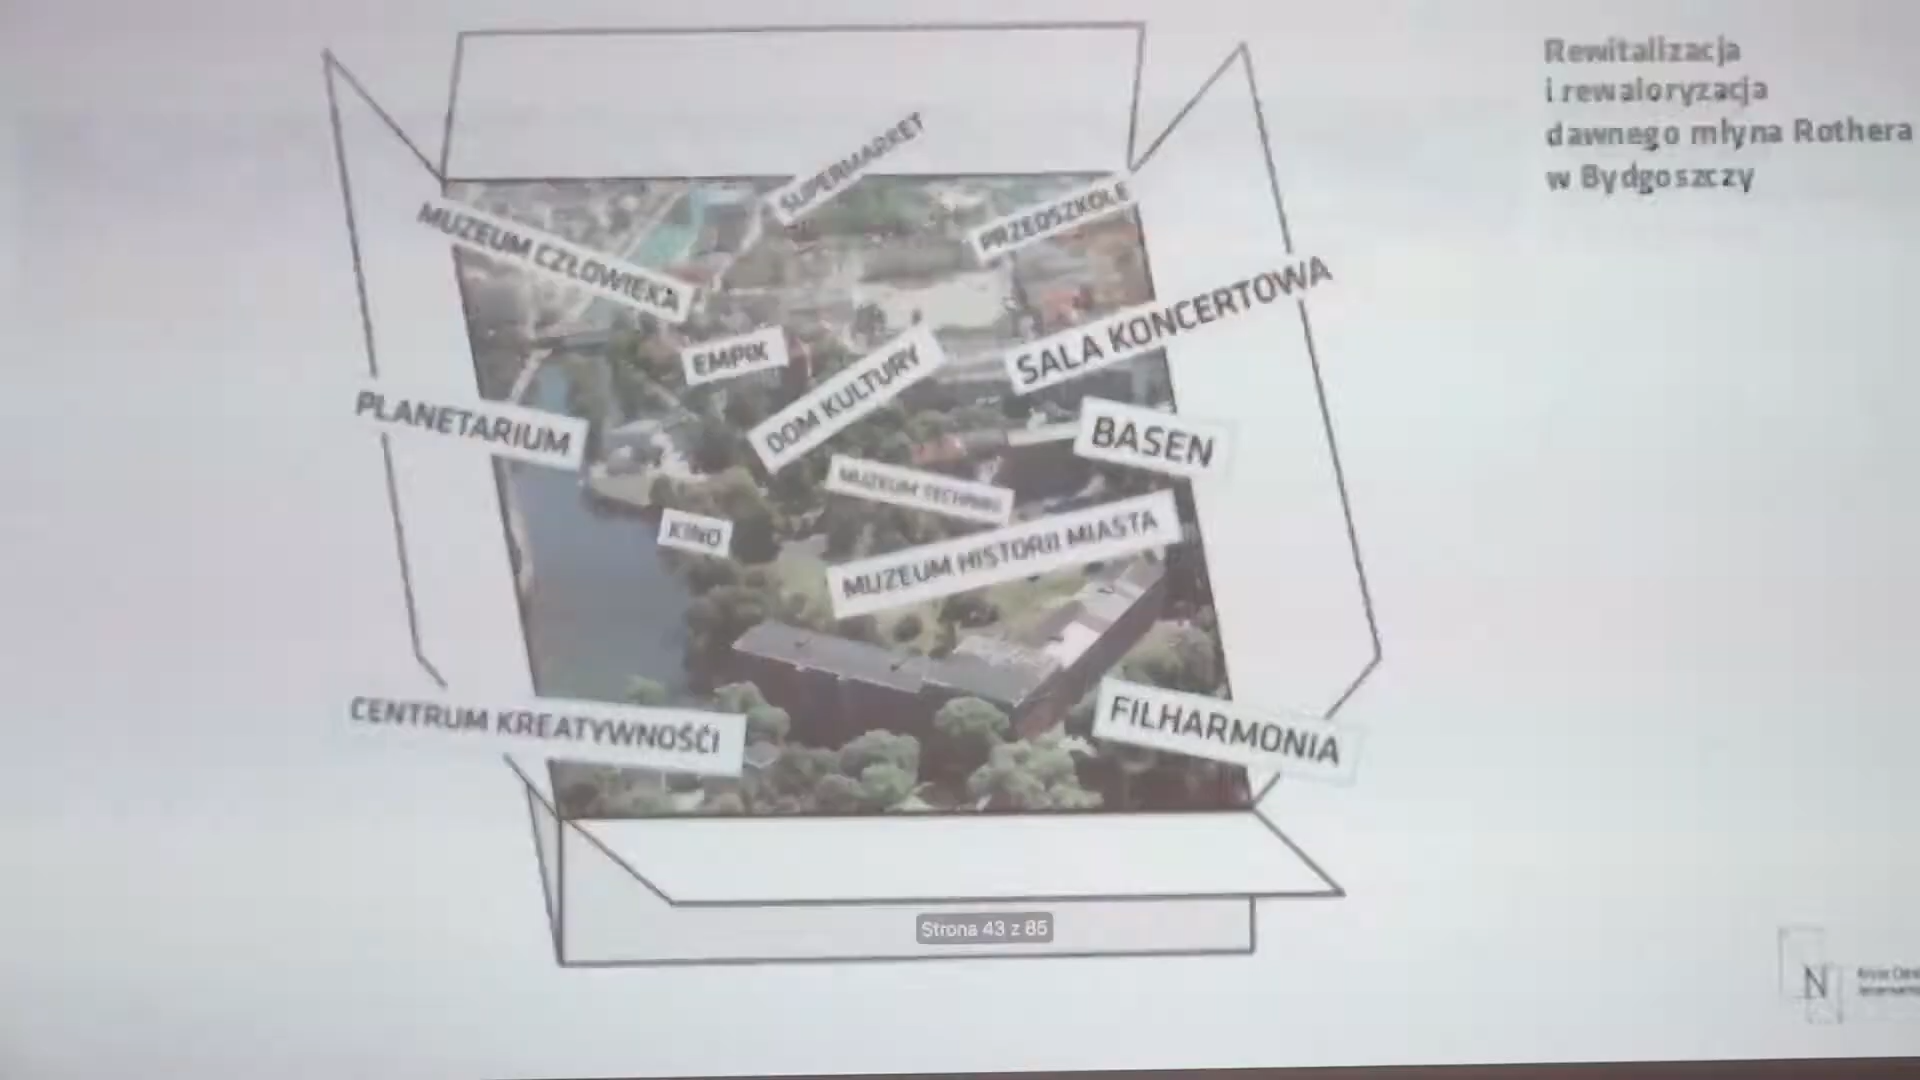 Rewitalizacja
i rewaloryzacja
dawnego młyna Rothera
w Bydgoszczy
SUPERMARKET
PRZEDSZKOLE
MUZEUM CZŁOWIEKA
SALA KONCERTOWA
EMPIK
DOM KULTURY
PLANETARIUM
BASEN
MUZEUM TECHNIKI
KINO
MUZEUM HISTORII MIASTA
CENTRUM KREATYWNOŚCI
FILHARMONIA
Strona 43 z 85
N